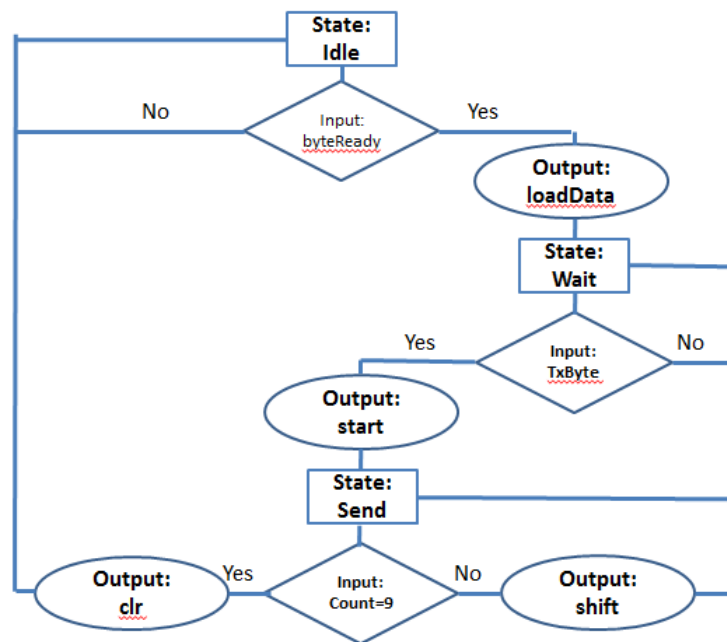 State:
Idle
No
Input:
byteReady
Yes
Output:
loadData
State:
Wait
Yes
Input:
TxByte
No
Output:
start
State:
Send
Output:
clr
Yes
Input:
Count=9
No
Output:
shift